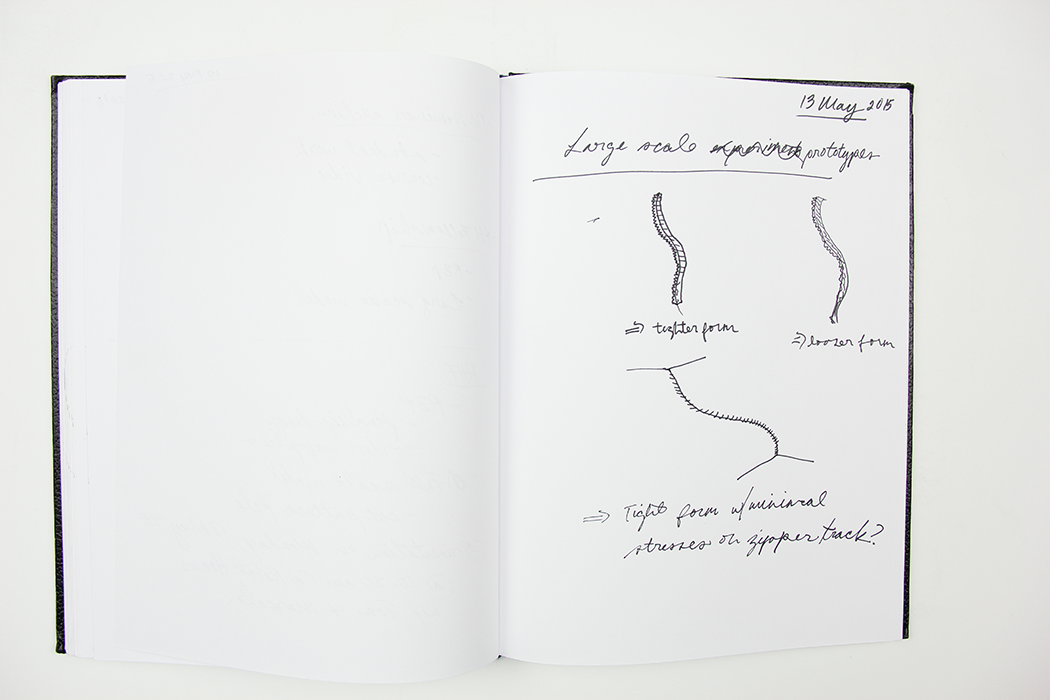 13 May 2015
Large scale experiments prototypes
⇒ tighter form
⇒ looser form
⇒ Tight form w/minimal
stresses on zipper track?